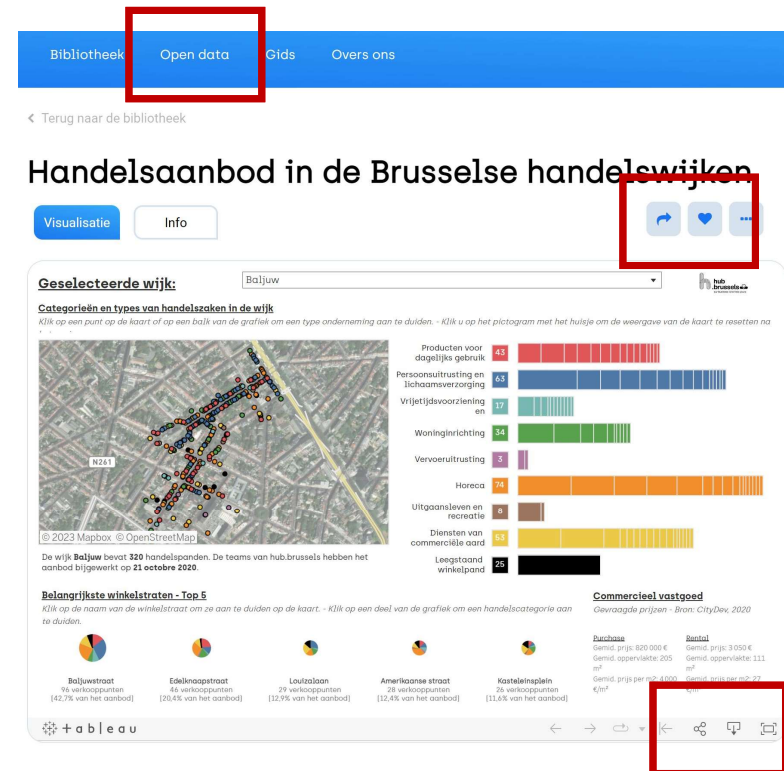 Bibliotheek Open data Gids Overs ons
Terug naar de bibliotheek
Handelsaanbod in de Brusselse handelswijken
Visualisatie Info
Geselecteerde wijk: Baljuw
hub
.brussels
Categorieën en types van handelszaken in de wijk
Klik op een punt op de kaart of op een balk van de grafiek om een type onderneming aan te duiden. - Klik u op het pictogram met het huisje om de weergave van de kaart te resetten na
N261
© 2023 Mapbox © OpenStreetMap
Producten voor
dagelijks gebruik 43
Persoonsuitrusting en
lichaamsverzorging 63
Vrijetijdsvoorziening
en 17
Woninginrichting 34
Vervoeruitrusting 3
Horeca 74
Uitgaansleven en
recreatie 8
Diensten van
commerciële aard 53
Leegstaand
winkelpand 25
De wijk Baljuw bevat 320 handelspanden. De teams van hub.brussels hebben het
aanbod bijgewerkt op 21 octobre 2020.
Belangrijkste winkelstraten - Top 5
Klik op de naam van de winkelstraat om ze aan te duiden op de kaart. - Klik op een deel van de grafiek om een handelscategorie aan
te duiden.
Baljuwstraat
96 verkooppunten
(42,7% van het aanbod)
Edelknaapstraat
46 verkooppunten
(20,4% van het aanbod)
Louizalaan
29 verkooppunten
(12,9% van het aanbod)
Amerikaanse straat
28 verkooppunten
(12,4% van het aanbod)
Kasteleinsplein
26 verkooppunten
(11,6% van het aanbod)
Commercieel vastgoed
Gevraagde prijzen - Bron: CityDev, 2020
Purchase
Gemid. prijs: 820 000 €
Gemid. oppervlakte: 205
m²
Gemid. prijs per m2: 4 000
€/m²
Rental
Gemid. prijs: 3 050 €
Gemid. oppervlakte: 111
m²
Gemid. prijs per m2: 27
€/m²
+ableau